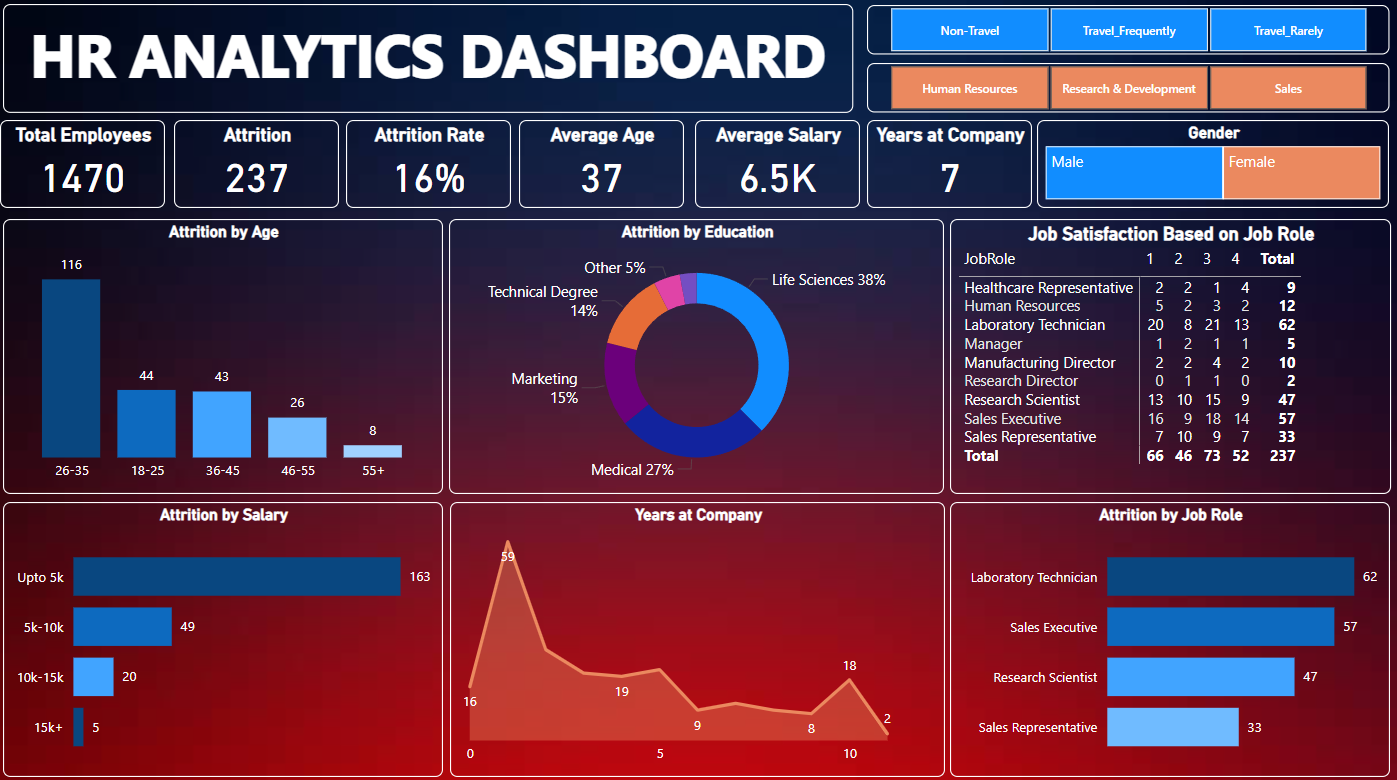 HR ANALYTICS DASHBOARD
Non-Travel
Travel_Frequently
Travel_Rarely
Human Resources
Research & Development
Sales
Total Employees
1470
Attrition
237
Attrition Rate
16%
Average Age
37
Average Salary
6.5K
Years at Company
7
Gender
Male
Female
Attrition by Age
116
44
43
26
8
26-35
18-25
36-45
46-55
55+
Attrition by Education
Other 5%
Life Sciences 38%
Technical Degree
14%
Marketing
15%
Medical 27%
Job Satisfaction Based on Job Role
JobRole 1 2 3 4 Total
Healthcare Representative 2 2 1 4 9
Human Resources 5 2 3 2 12
Laboratory Technician 20 8 21 13 62
Manager 1 2 1 1 5
Manufacturing Director 2 2 4 2 10
Research Director 0 1 1 0 2
Research Scientist 13 10 15 9 47
Sales Executive 16 9 18 14 57
Sales Representative 7 10 9 7 33
Total 66 46 73 52 237
Attrition by Salary
Upto 5k 163
5k-10k 49
10k-15k 20
15k+ 5
Years at Company
59
16
19
9
8
18
2
0
5
10
Attrition by Job Role
Laboratory Technician 62
Sales Executive 57
Research Scientist 47
Sales Representative 33